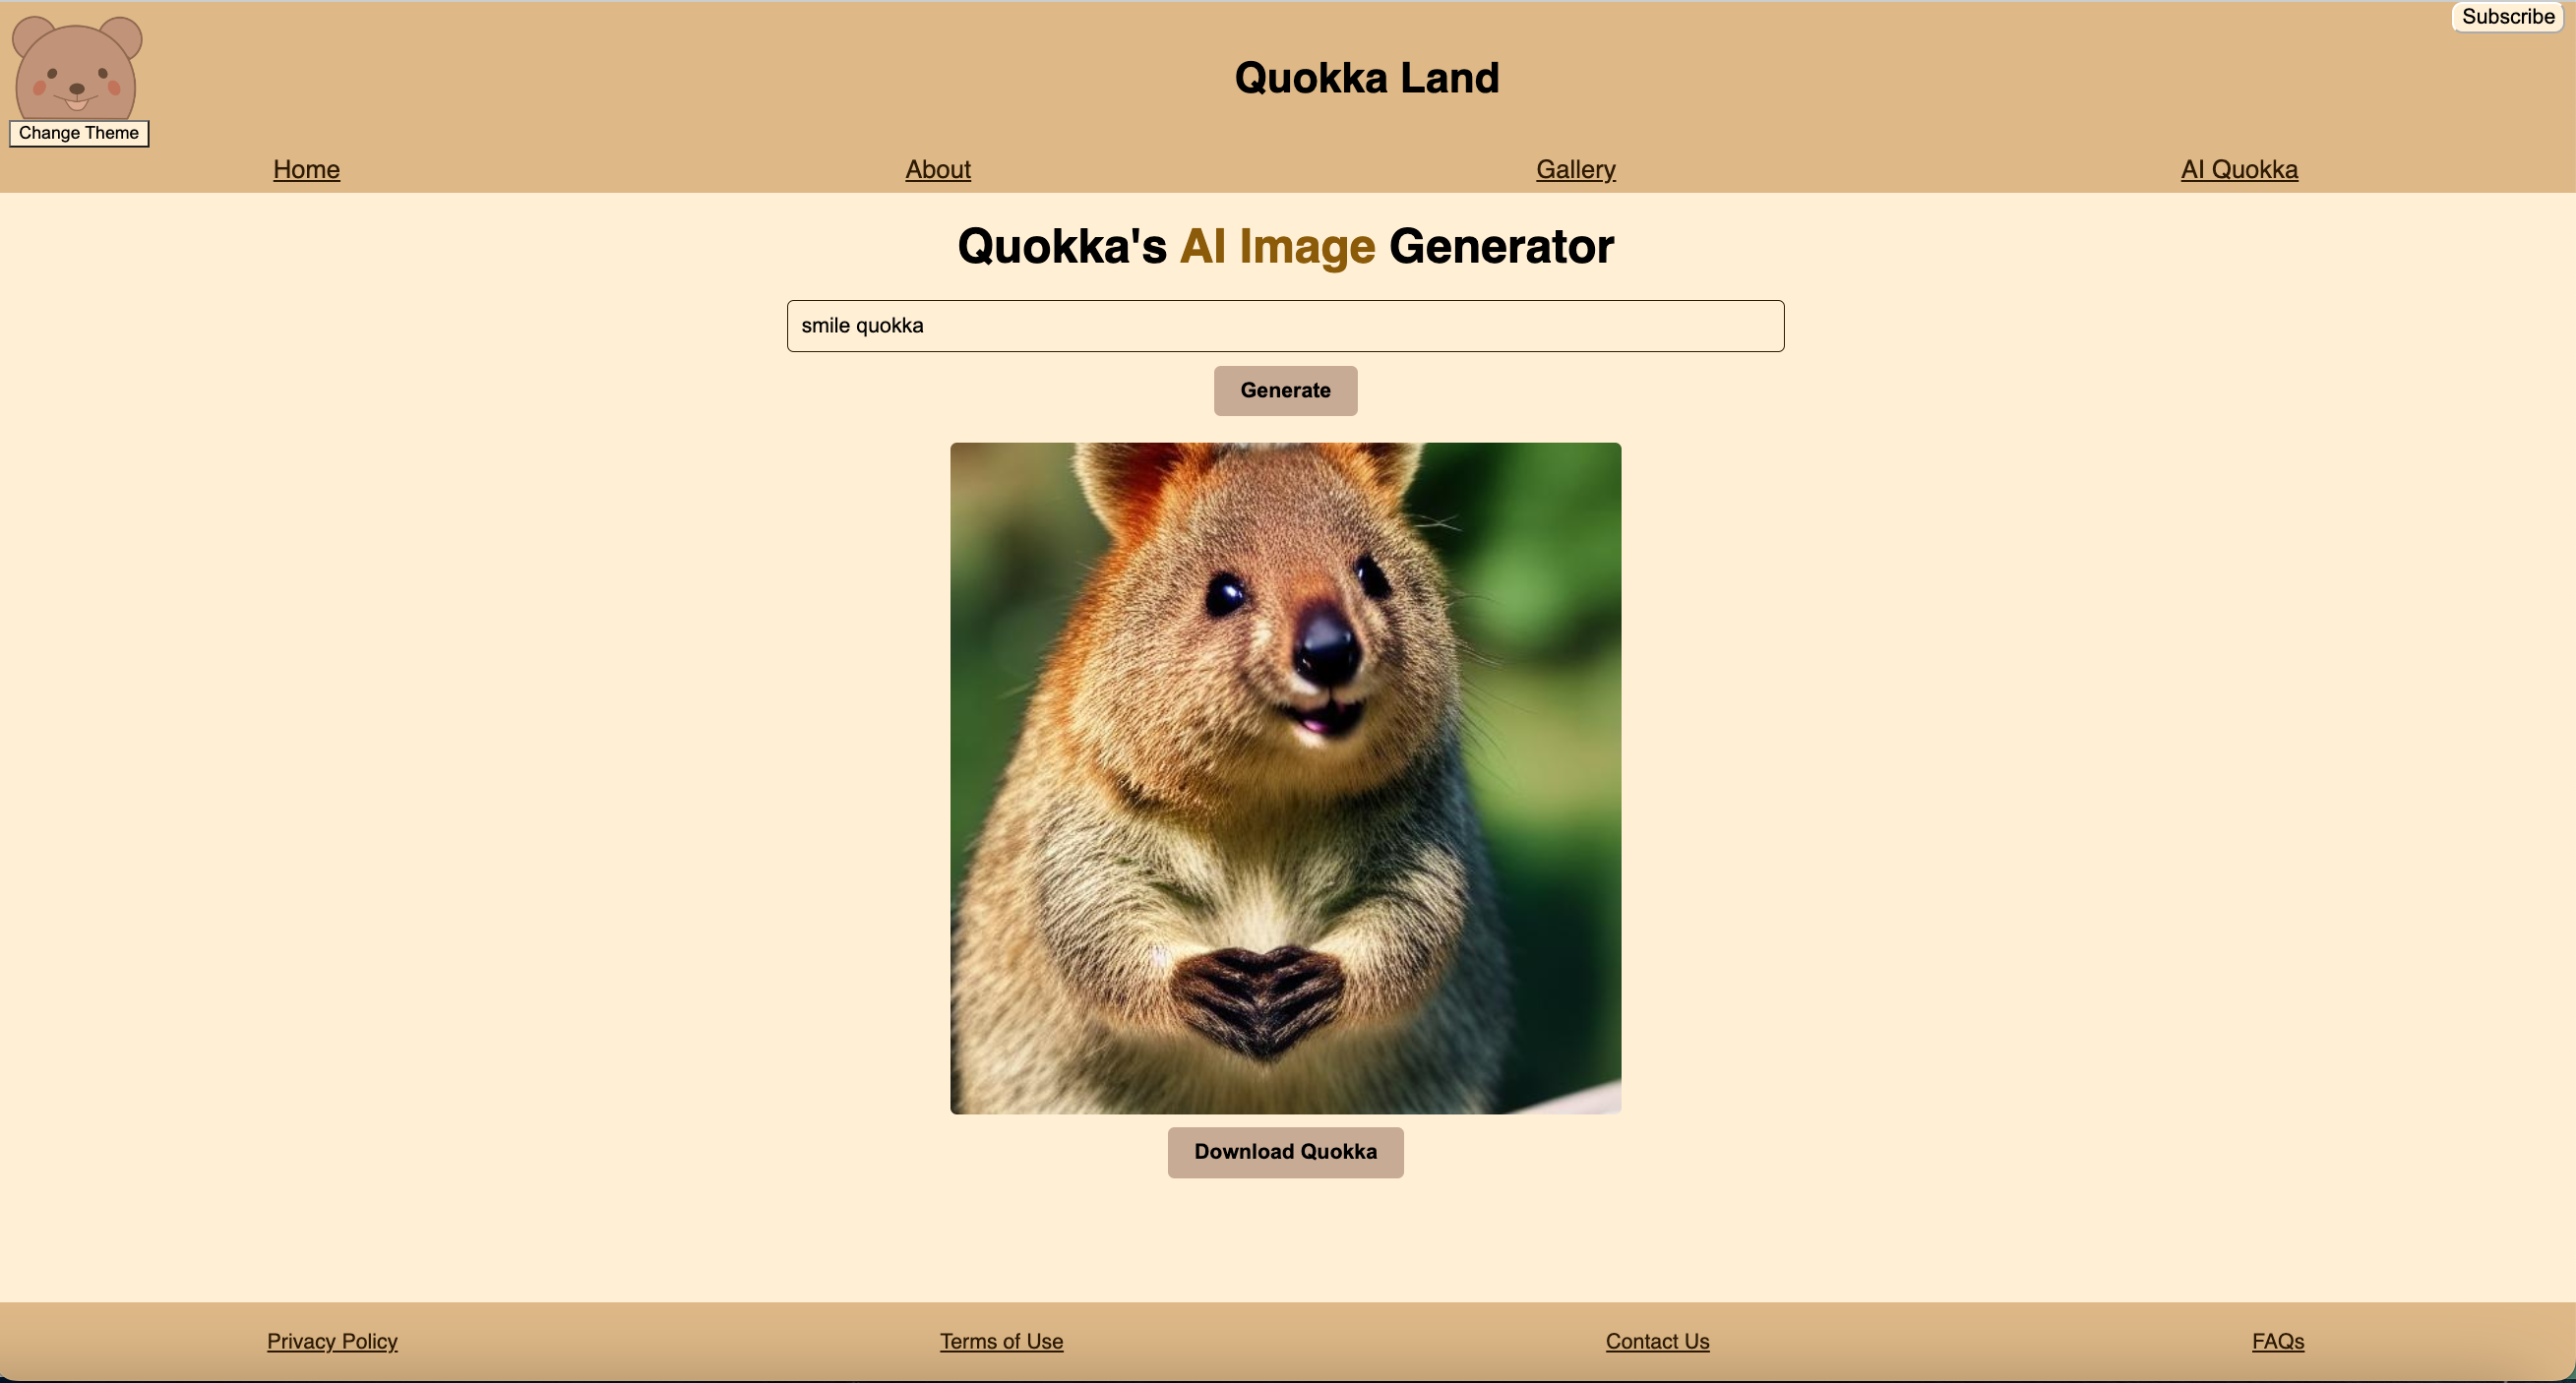 Subscribe
Quokka Land
Change Theme
Home About Gallery AI Quokka
Quokka's AI Image Generator
smile quokka
Generate
Download Quokka
Privacy Policy Terms of Use Contact Us FAQs